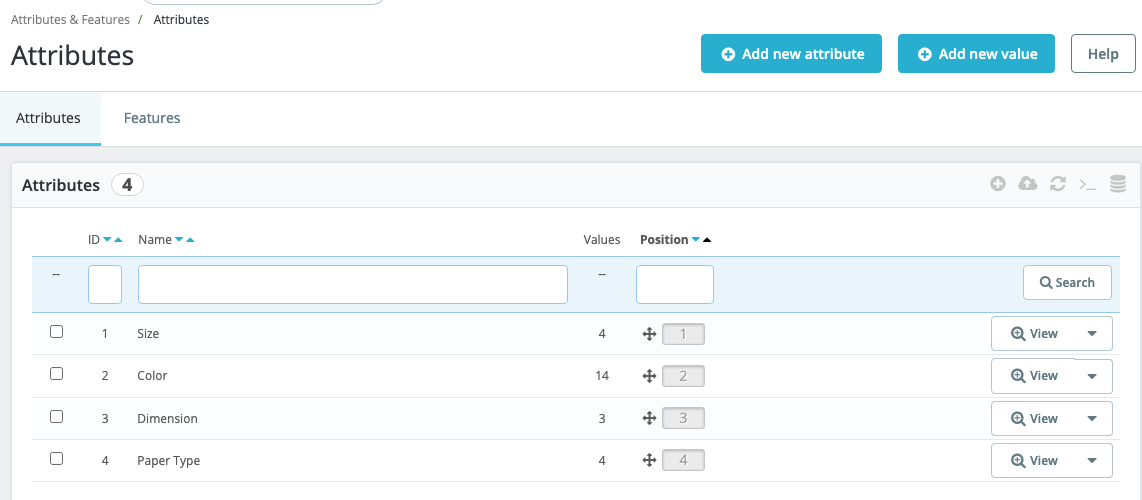 Attributes & Features / Attributes
Attributes
Add new attribute
Add new value
Help
Attributes
Features
Attributes 4
ID Name Values Position
-- -- Search
1 Size 4 1 View
2 Color 14 2 View
3 Dimension 3 3 View
4 Paper Type 4 4 View